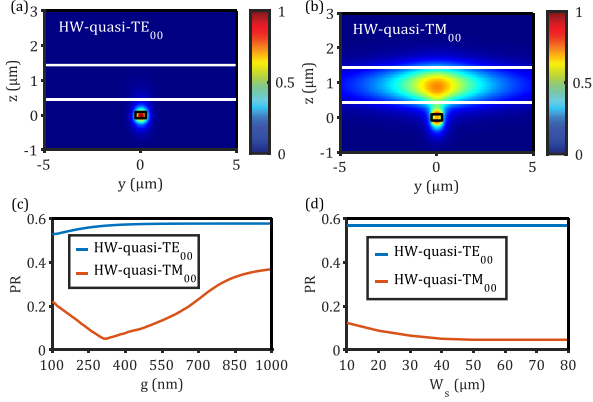 (a)
HW-quasi-TE00
3
2
1
0
-1
z (μm)
-5
0
5
y (μm)
1
0.5
0
(b)
HW-quasi-TM00
3
2
1
0
-1
z (μm)
-5
0
5
y (μm)
1
0.5
0
(c)
HW-quasi-TE00
HW-quasi-TM00
0.6
0.4
0.2
0
PR
100
300
500
700
900
1000
g (nm)
(d)
HW-quasi-TE00
HW-quasi-TM00
0.6
0.4
0.2
0
PR
10
20
30
40
50
60
70
80
Ws (μm)